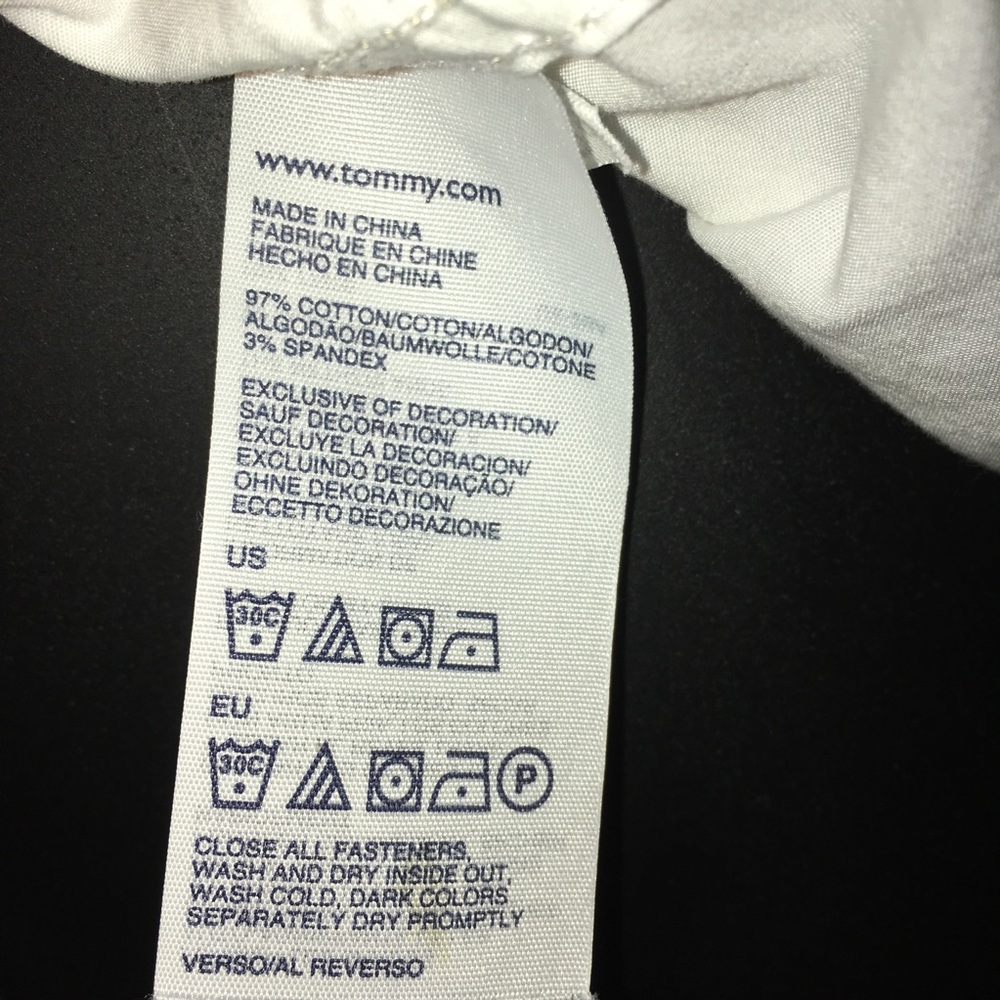 www.tommy.com
MADE IN CHINA
FABRIQUE EN CHINE
HECHO EN CHINA
97% COTTON/COTON/ALGODON/
ALGODÃO/BAUMWOLLE/COTONE
3% SPANDEX
EXCLUSIVE OF DECORATION/
SAUF DECORATION/
EXCLUYE LA DECORACION/
EXCLUINDO DECORAÇÃO/
OHNE DEKORATION/
ECCETTO DECORAZIONE
US
30C
EU
30C P
CLOSE ALL FASTENERS,
WASH AND DRY INSIDE OUT,
WASH COLD, DARK COLORS
SEPARATELY DRY PROMPTLY
VERSO/AL REVERSO